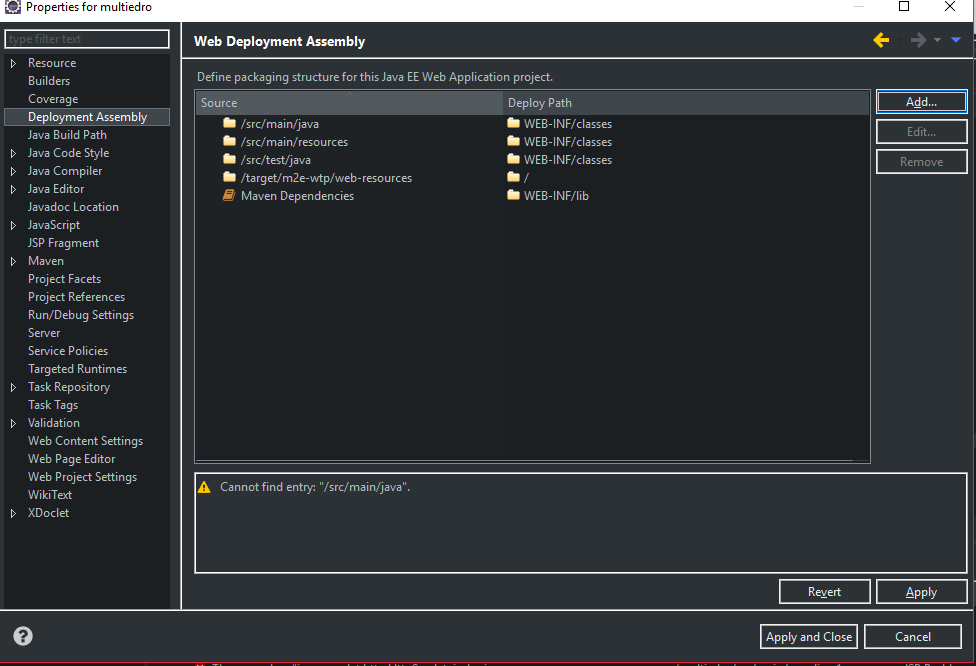 Properties for multiedro
type filter text
Resource
Builders
Coverage
Deployment Assembly
Java Build Path
Java Code Style
Java Compiler
Java Editor
Javadoc Location
JavaScript
JSP Fragment
Maven
Project Facets
Project References
Run/Debug Settings
Server
Service Policies
Targeted Runtimes
Task Repository
Task Tags
Validation
Web Content Settings
Web Page Editor
Web Project Settings
WikiText
XDoclet
Web Deployment Assembly
Define packaging structure for this Java EE Web Application project.
Source Deploy Path
/src/main/java WEB-INF/classes
/src/main/resources WEB-INF/classes
/src/test/java WEB-INF/classes
/target/m2e-wtp/web-resources /
Maven Dependencies WEB-INF/lib
Add...
Edit...
Remove
Cannot find entry: "/src/main/java".
Revert Apply
Apply and Close Cancel